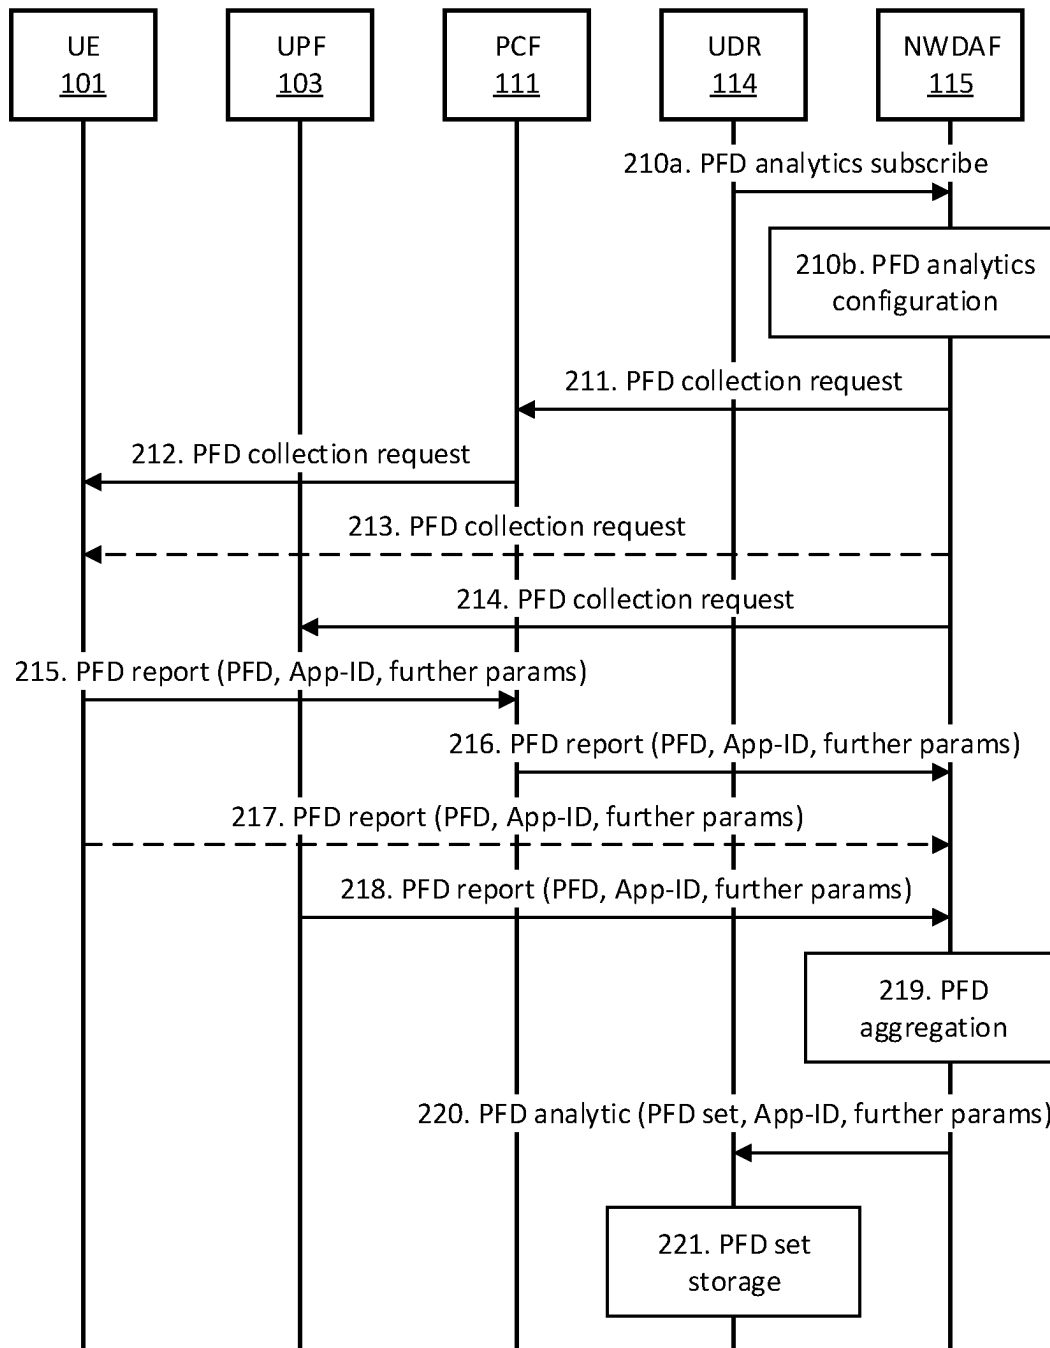 UE
101
UPF
103
PCF
111
UDR
114
NWDAF
115
210a. PFD analytics subscribe
210b. PFD analytics
configuration
211. PFD collection request
212. PFD collection request
213. PFD collection request
214. PFD collection request
215. PFD report (PFD, App-ID, further params)
216. PFD report (PFD, App-ID, further params)
217. PFD report (PFD, App-ID, further params)
218. PFD report (PFD, App-ID, further params)
219. PFD
aggregation
220. PFD analytic (PFD set, App-ID, further params)
221. PFD set
storage